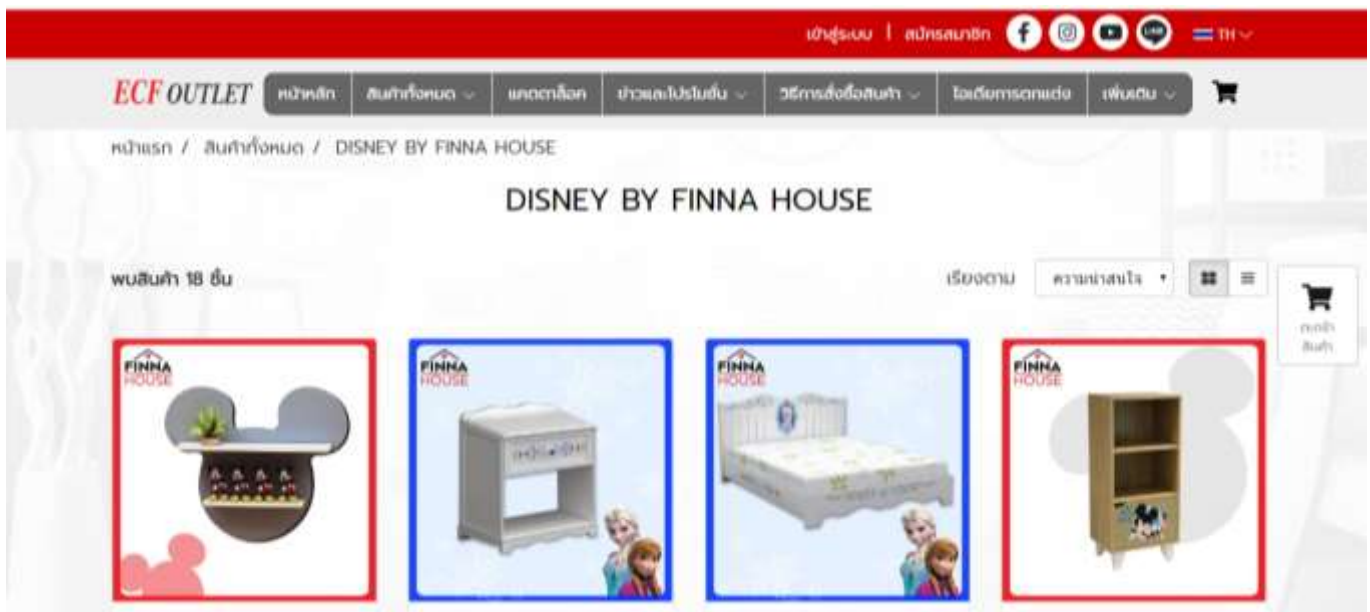 เข้าสู่ระบบ | สมัครสมาชิก LINE TH
ECF OUTLET หน้าหลัก สินค้าทั้งหมด แคตตาล็อค ข่าวและโปรโมชั่น วิธีการสั่งซื้อสินค้า ไอเดียการตกแต่ง เพิ่มเติม
หน้าแรก / สินค้าทั้งหมด / DISNEY BY FINNA HOUSE
DISNEY BY FINNA HOUSE
พบสินค้า 18 ชิ้น เรียงตาม ความน่าสนใจ
ตะกร้า
สินค้า
FINNA HOUSE
FINNA HOUSE
FINNA HOUSE
FINNA HOUSE